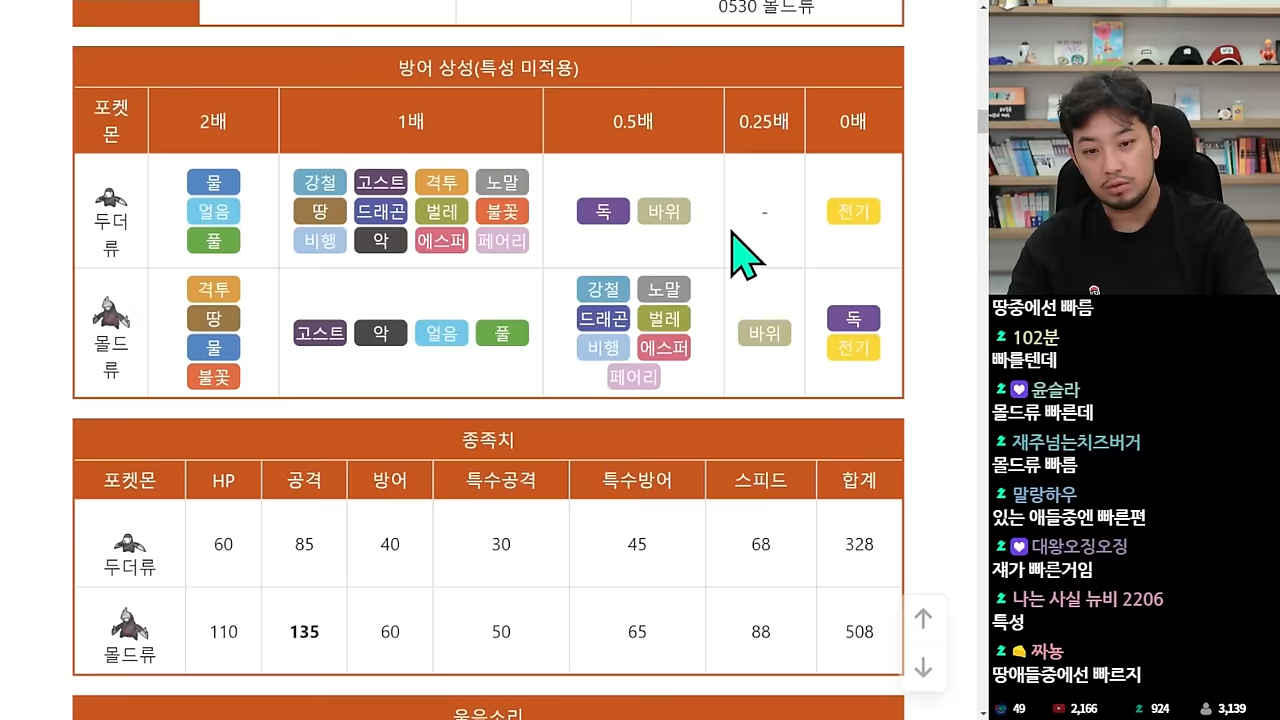 0530 몰드류
방어 상성(특성 미적용)
포켓
몬
2배
1배
0.5배
0.25배
0배
두더
류
물
얼음
풀
강철 고스트 격투 노말
땅 드래곤 벌레 불꽃
비행 악 에스퍼 페어리
독 바위
-
전기
몰드
류
격투
땅
물
불꽃
고스트 악 얼음 풀
강철 노말
드래곤 벌레
비행 에스퍼
페어리
바위
독
전기
종족치
포켓몬 HP 공격 방어 특수공격 특수방어 스피드 합계
두더류 60 85 40 30 45 68 328
몰드류 110 135 60 50 65 88 508
울음소리
땅중에선 빠름
102분
빠를텐데
윤슬라
몰드류 빠른데
재주넘는치즈버거
몰드류 빠름
말랑하우
있는 애들중엔 빠른편
대왕오징오징
쟤가 빠른거임
나는 사실 뉴비 2206
특성
짜뇽
땅애들중에선 빠르지
49 2,166 924 3,139